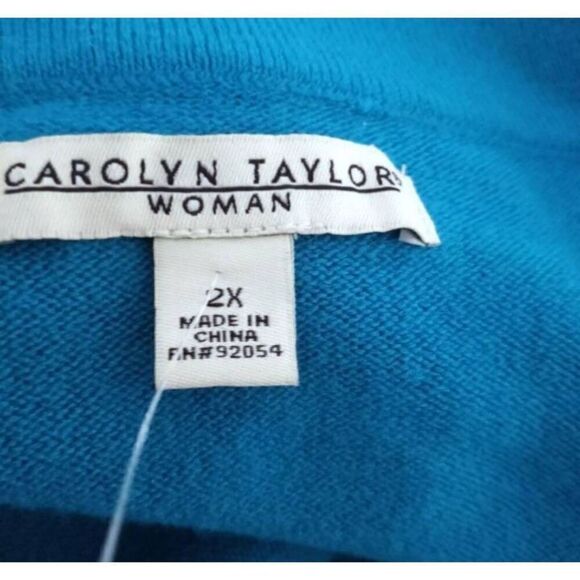 CAROLYN TAYLOR
WOMAN
2X
MADE IN
CHINA
RN#92054